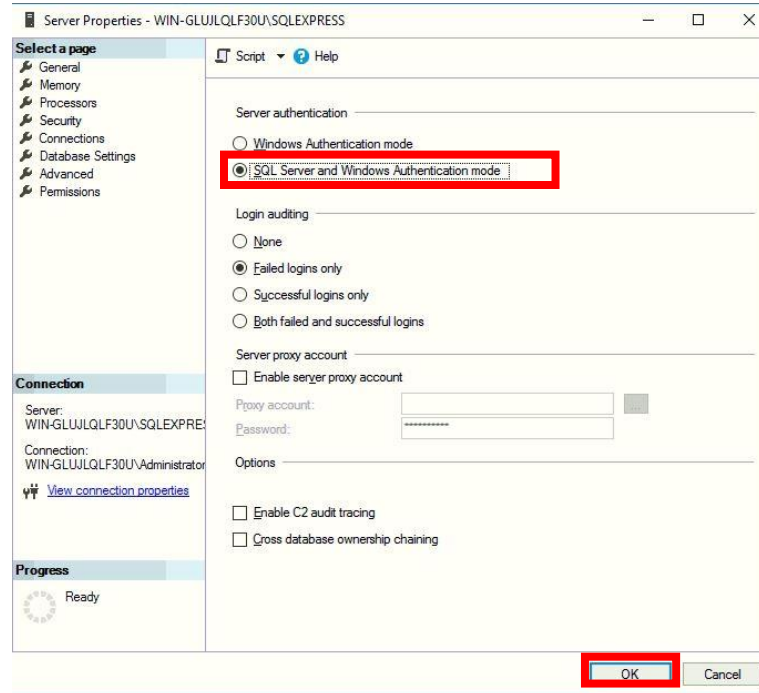 Server Properties - WIN-GLUJLQLF30U\SQLEXPRESS
Select a page
General
Memory
Processors
Security
Connections
Database Settings
Advanced
Permissions
Script
Help
Server authentication
Windows Authentication mode
SQL Server and Windows Authentication mode
Login auditing
None
Failed logins only
Successful logins only
Both failed and successful logins
Server proxy account
Enable server proxy account
Proxy account:
...
Password:
**********
Options
Enable C2 audit tracing
Cross database ownership chaining
Connection
Server:
WIN-GLUJLQLF30U\SQLEXPRES
Connection:
WIN-GLUJLQLF30U\Administrator
View connection properties
Progress
Ready
OK
Cancel